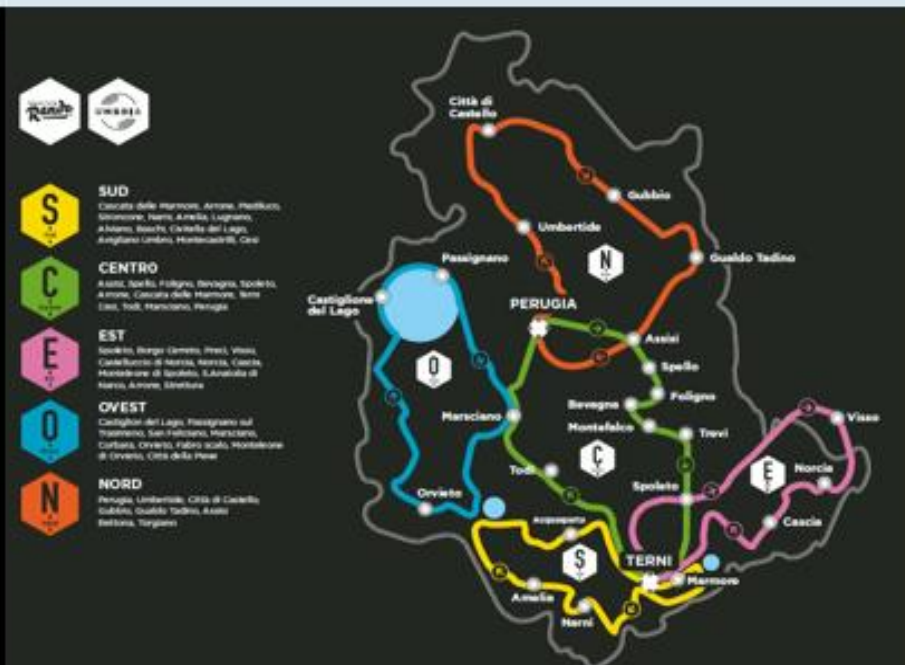 Rando
UMBRIA
S
SUD
Cascata delle Marmore, Arrone, Piediluco,
Stroncone, Narni, Amelia, Lugnano,
Alviano, Baschi, Civitella del Lago,
Avigliano Umbro, Montecastrilli, Cesi
C
CENTRO
Assisi, Spello, Foligno, Bevagna, Spoleto,
Arrone, Cascata delle Marmore, Terni
Cesi, Todi, Marsciano, Perugia
E
EST
Spoleto, Borgo Cerreto, Preci, Visso,
Castelluccio di Norcia, Norcia, Cascia,
Monteleone di Spoleto, S.Anatolia di
Narco, Arrone, Strettura
O
OVEST
Castiglion del Lago, Passignano sul
Trasimeno, San Feliciano, Marsciano,
Corbara, Orvieto, Fabro scalo, Monteleone
di Orvieto, Città della Pieve
N
NORD
Perugia, Umbertide, Città di Castello,
Gubbio, Gualdo Tadino, Assisi
Bettona, Torgiano
Città di
Castello
Gubbio
Umbertide
N
Gualdo Tadino
Passignano
Castiglione
del Lago
PERUGIA
Assisi
O
Spello
Foligno
Bevagna
Marsciano
Montefalco
Trevi
Visso
C
Todi
E
Norcia
Spoleto
Orvieto
Cascia
Acquasparta
S
TERNI
Marmore
Amelia
Narni